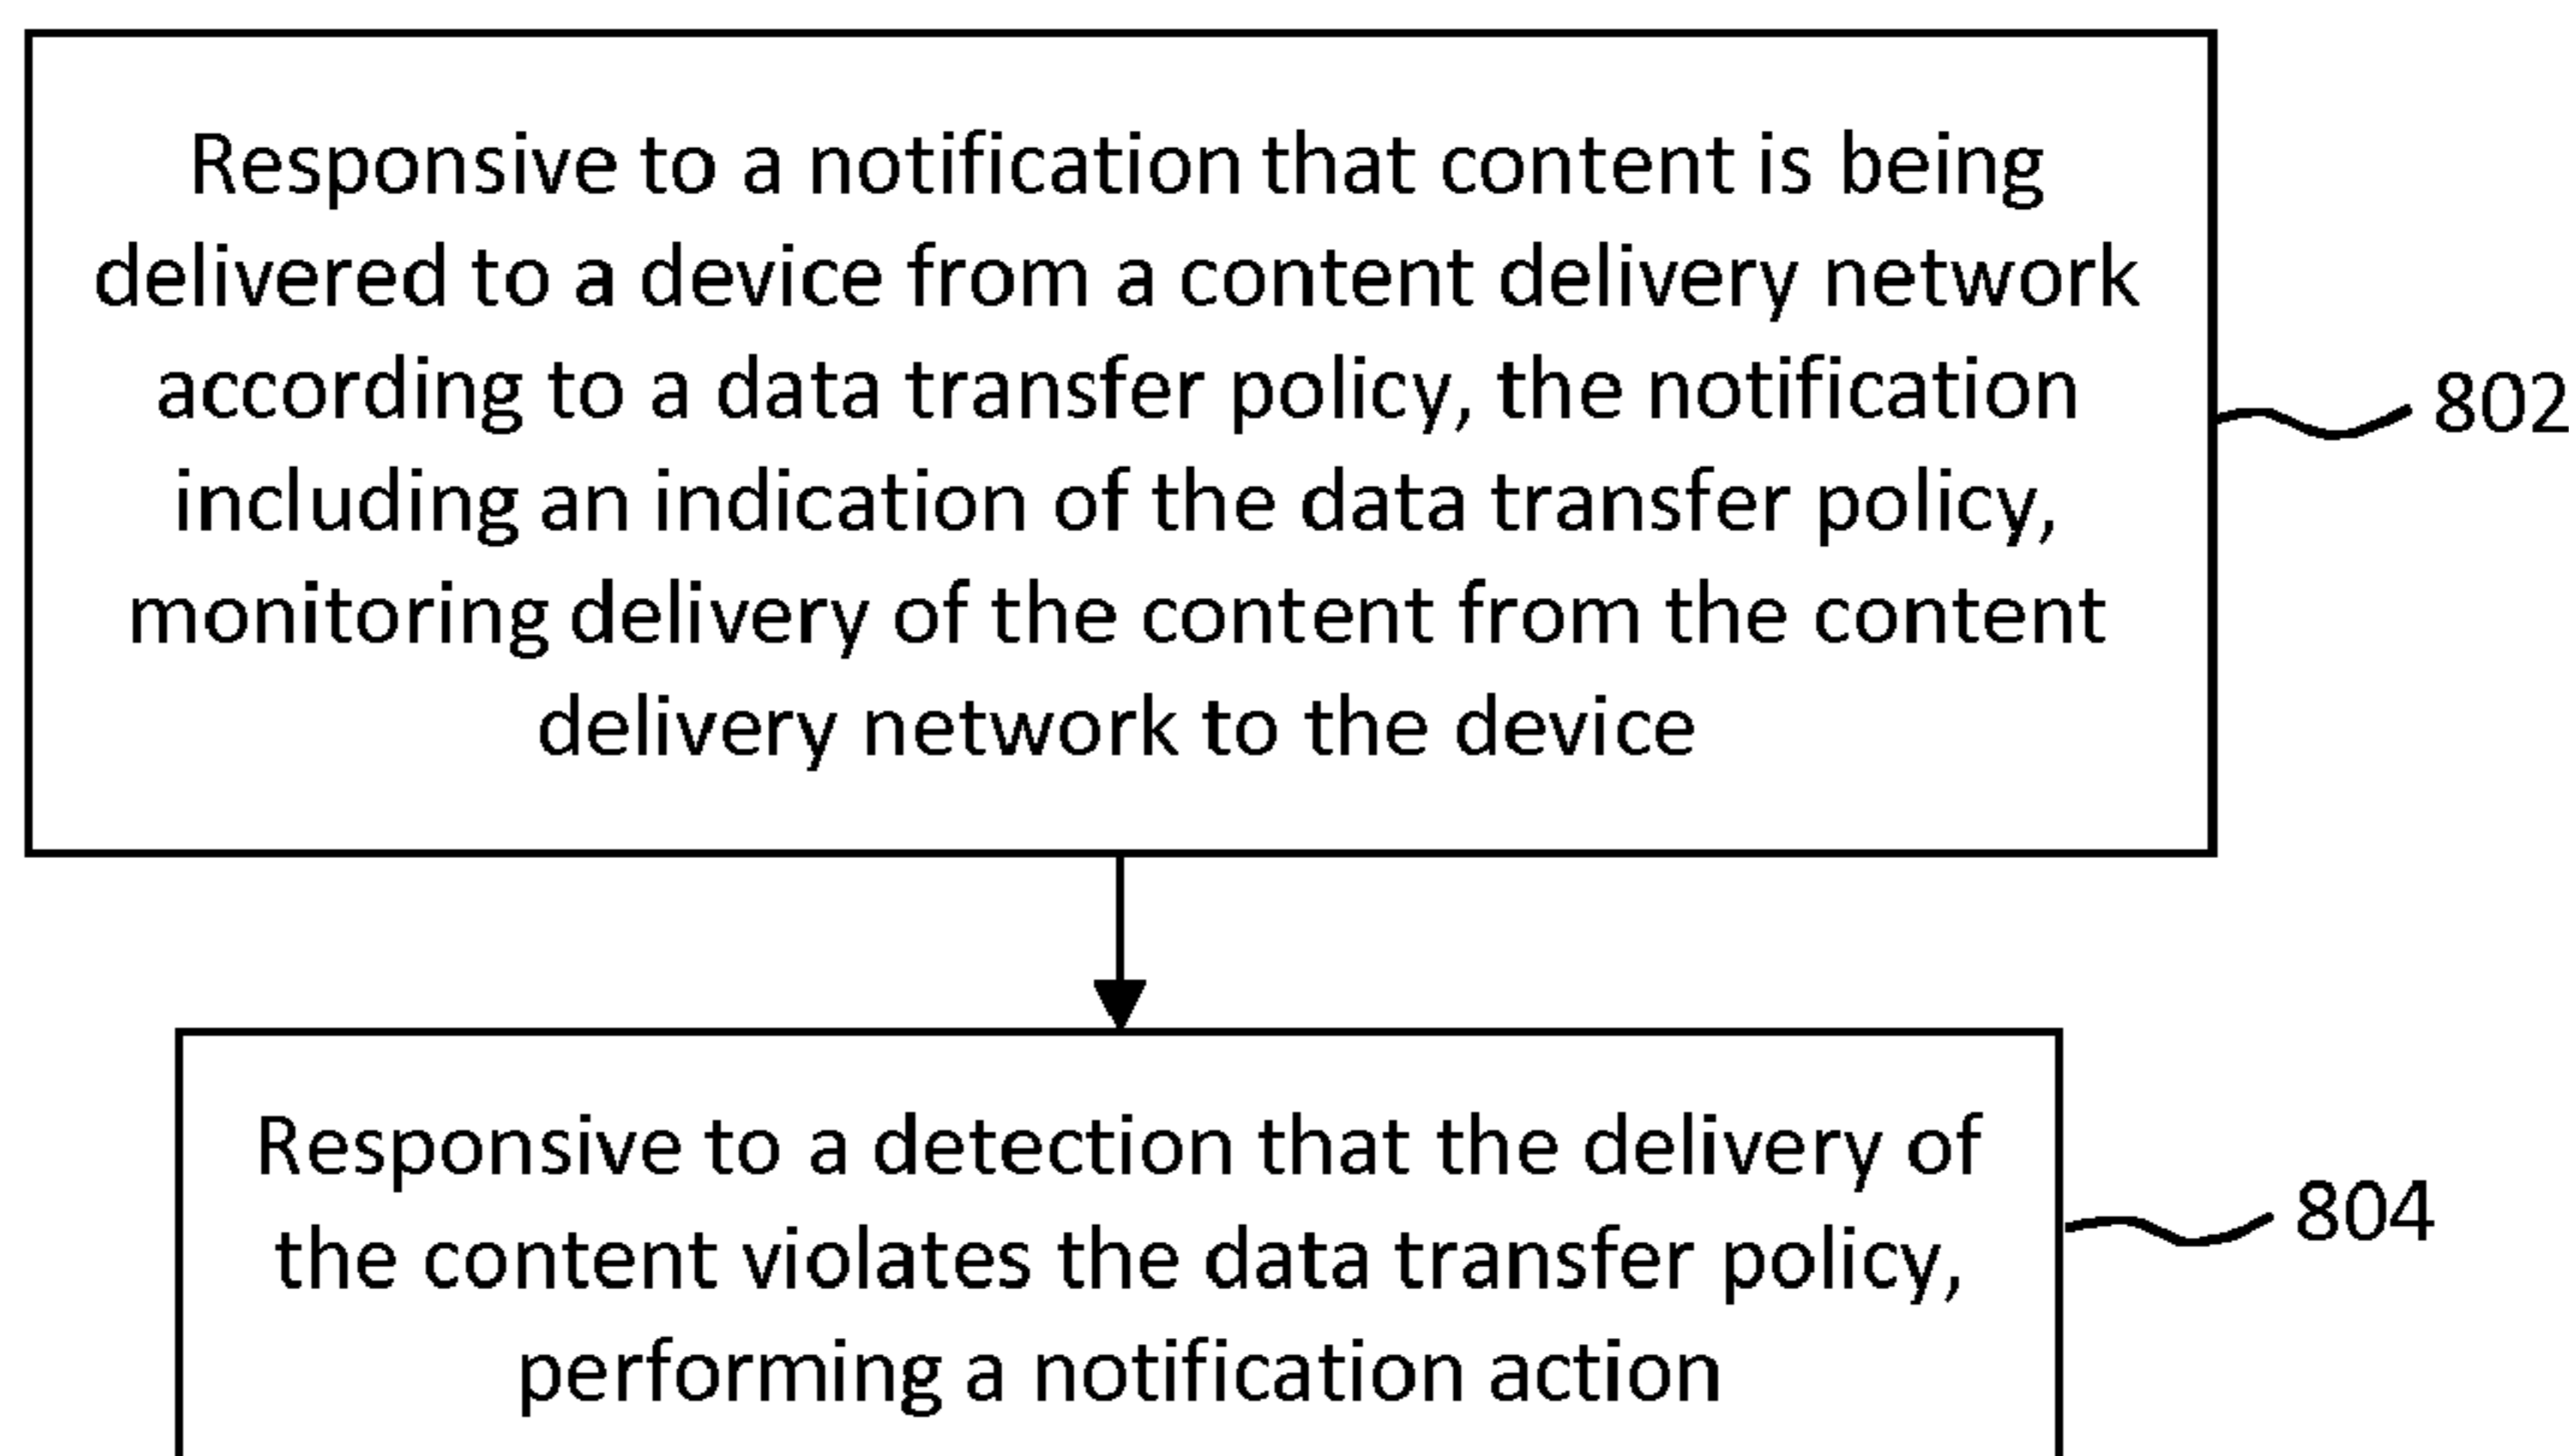 Responsive to a notification that content is being
delivered to a device from a content delivery network
according to a data transfer policy, the notification
including an indication of the data transfer policy,
monitoring delivery of the content from the content
delivery network to the device
802
Responsive to a detection that the delivery of
the content violates the data transfer policy,
performing a notification action
804